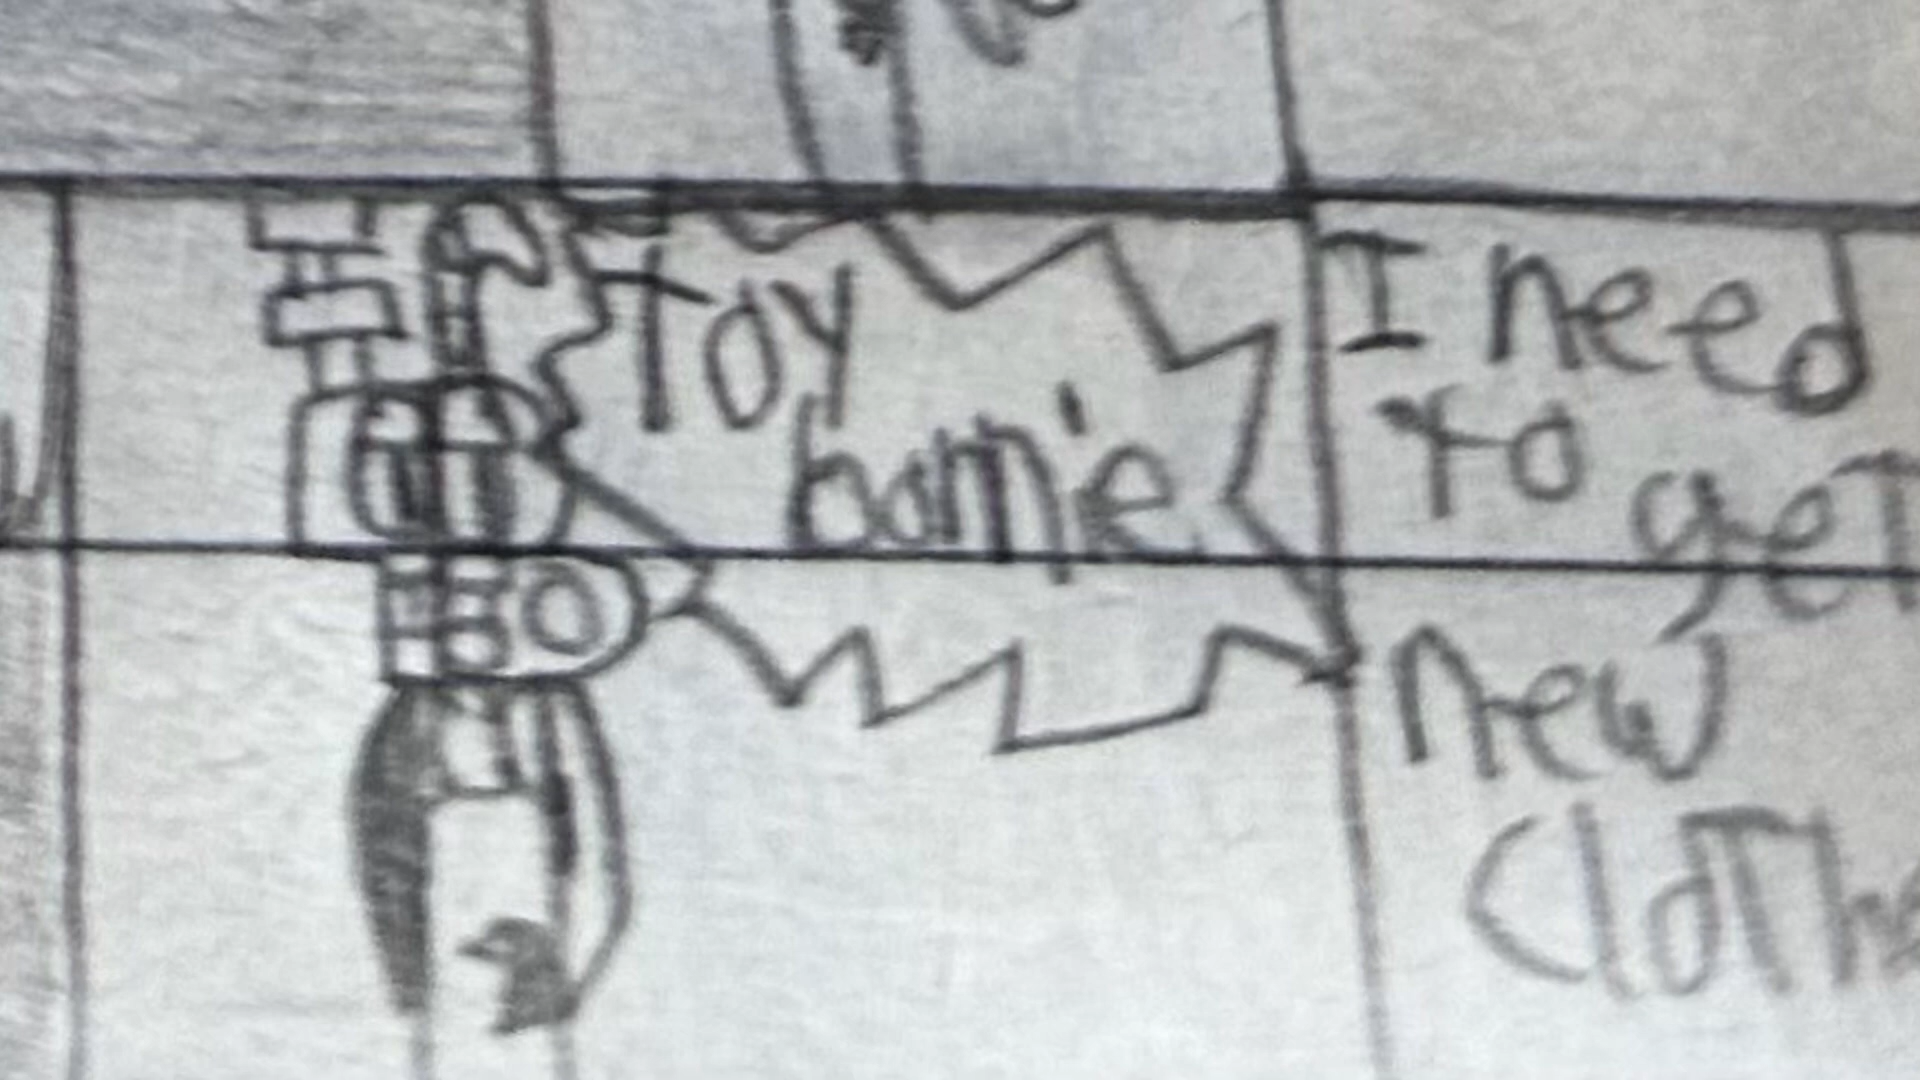 Toy
bonnie
I need
to get
new
Clothe